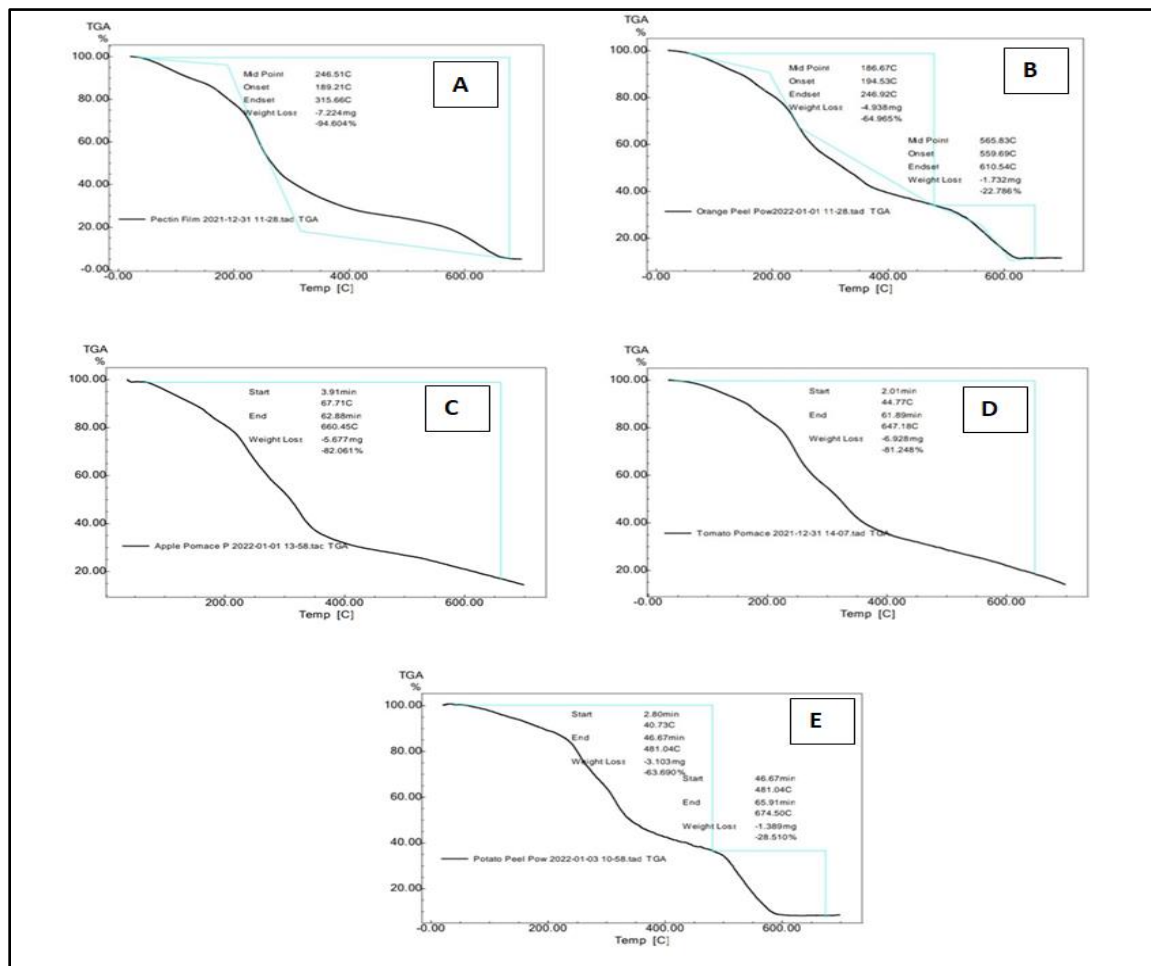 TGA
%
100.00
80.00
60.00
40.00
20.00
-0.00
Mid Point 246.51C
Onset 189.21C
Endset 315.66C
Weight Loss -7.224mg
-94.604%
A
Pectin Film 2021-12-31 11-28.tad TGA
-0.00 200.00 400.00 600.00
Temp [C]
TGA
%
100.00
80.00
60.00
40.00
20.00
Mid Point 186.67C
Onset 194.53C
Endset 246.92C
Weight Loss -4.938mg
-64.965%
B
Mid Point 565.83C
Onset 559.69C
Endset 610.54C
Weight Loss -1.732mg
-22.786%
Orange Peel Pow2022-01-01 11-28.tad TGA
-0.00 200.00 400.00 600.00
Temp [C]
TGA
%
100.00
80.00
60.00
40.00
20.00
Start 3.91min
67.71C
End 62.88min
660.45C
Weight Loss -5.677mg
-82.061%
C
Apple Pomace P 2022-01-01 13-58.tac TGA
200.00 400.00 600.00
Temp [C]
TGA
%
100.00
80.00
60.00
40.00
20.00
Start 2.01min
44.77C
End 61.89min
647.18C
Weight Loss -6.928mg
-81.248%
D
Tomato Pomace 2021-12-31 14-07.tad TGA
-0.00 200.00 400.00 600.00
Temp [C]
TGA
%
100.00
80.00
60.00
40.00
20.00
Start 2.80min
40.73C
End 46.67min
481.04C
Weight Loss -3.103mg
-63.690%
E
Start 46.67min
481.04C
End 65.91min
674.50C
Weight Loss -1.389mg
-28.510%
Potato Peel Pow 2022-01-03 10-58.tad TGA
-0.00 200.00 400.00 600.00
Temp [C]